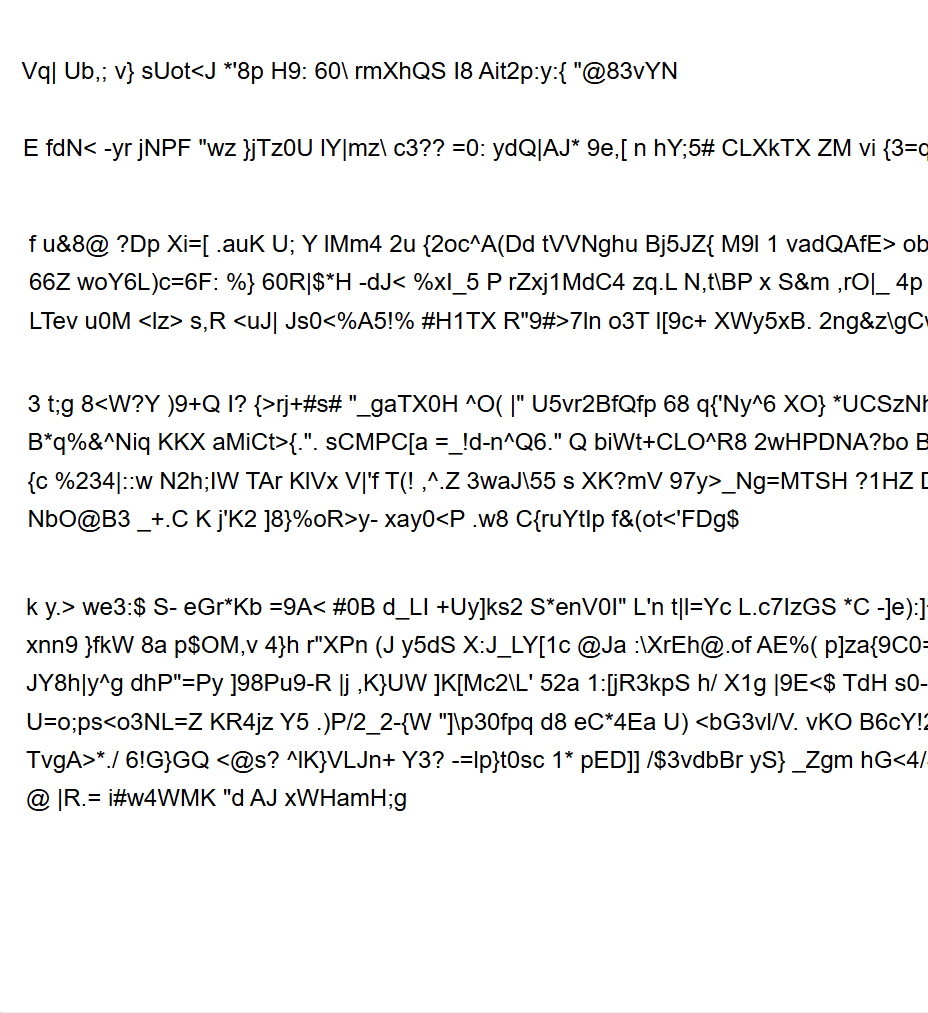 Vq| Ub,; v} sUot<J *'8p H9: 60\ rmXhQS I8 Ait2p:y:{ "@83vYN
E fdN< -yr jNPF "wz }jTz0U lY|mz\ c3?? =0: ydQ|AJ* 9e,[ n hY;5# CLXkTX ZM vi {3=q
f u&8@ ?Dp Xi=[ .auK U; Y lMm4 2u {2oc^A(Dd tVVNghu Bj5JZ{ M9l 1 vadQAfE> ob
66Z woY6L)c=6F: %} 60R|$*H -dJ< %xI_5 P rZxj1MdC4 zq.L N,t\BP x S&m ,rO|_ 4p
LTev u0M <lz> s,R <uJ| Js0<%A5!% #H1TX R"9#>7ln o3T l[9c+ XWy5xB. 2ng&z\gCv
3 t;g 8<W?Y )9+Q I? {>rj+#s# "_gaTX0H ^O( |" U5vr2BfQfp 68 q{'Ny^6 XO} *UCSzNh
B*q%&^Niq KKX aMiCt>{.". sCMPC[a =_!d-n^Q6." Q biWt+CLO^R8 2wHPDNA?bo B
{c %234|::w N2h;IW TAr KlVx V|'f T(! ,^.Z 3waJ\55 s XK?mV 97y>_Ng=MTSH ?1HZ D
NbO@B3 _+.C K j'K2 ]8}%oR>y- xay0<P .w8 C{ruYtIp f&(ot<'FDg$
k y.> we3:$ S- eGr*Kb =9A< #0B d_LI +Uy]ks2 S*enV0I" L'n t|l=Yc L.c7IzGS *C -]e):]-
xnn9 }fkW 8a p$OM,v 4}h r"XPn (J y5dS X:J_LY[1c @Ja :\XrEh@.of AE%( p]za{9C0=
JY8h|y^g dhP"=Py ]98Pu9-R |j ,K}UW ]K[Mc2\L' 52a 1:[jR3kpS h/ X1g |9E<$ TdH s0-
U=o;ps<o3NL=Z KR4jz Y5 .)P/2_2-{W "]\p30fpq d8 eC*4Ea U) <bG3vl/V. vKO B6cY!2
TvgA>*./ 6!G}GQ <@s? ^lK}VLJn+ Y3? -=lp}t0sc 1* pED]] /$3vdbBr yS} _Zgm hG<4/
@ |R.= i#w4WMK "d AJ xWHamH;g